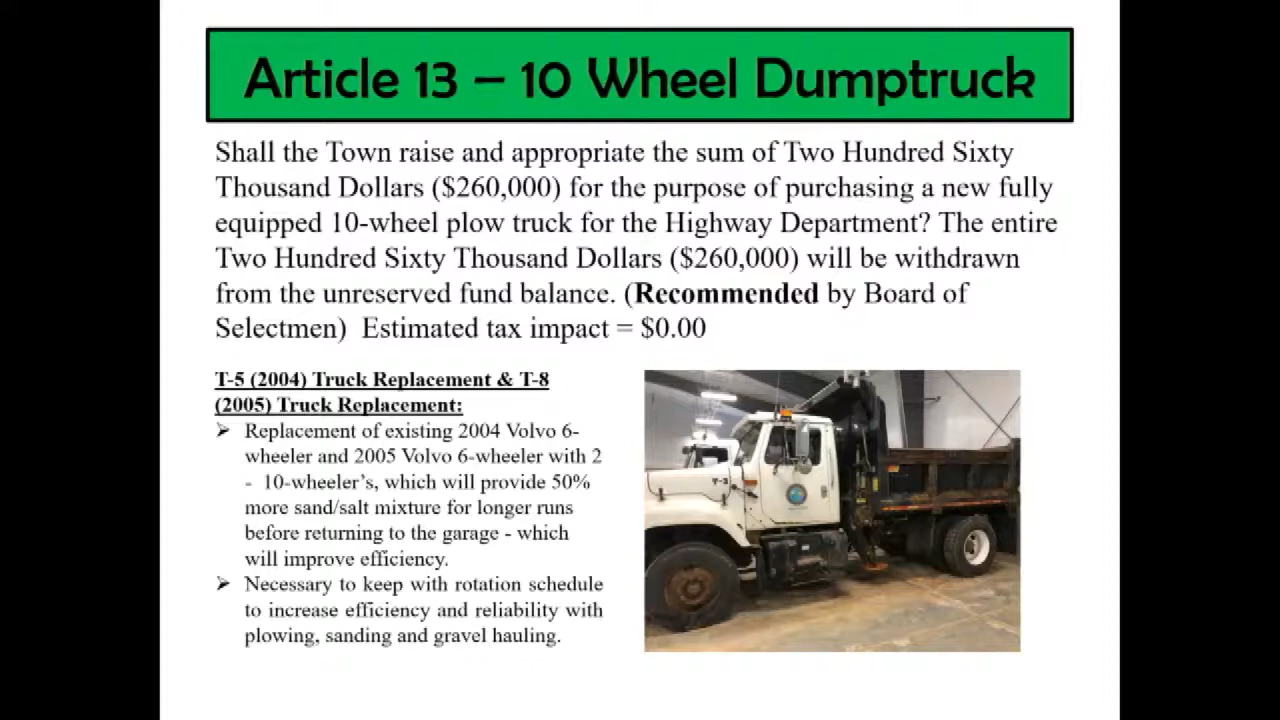 Article 13 – 10 Wheel Dumptruck
Shall the Town raise and appropriate the sum of Two Hundred Sixty
Thousand Dollars ($260,000) for the purpose of purchasing a new fully
equipped 10-wheel plow truck for the Highway Department? The entire
Two Hundred Sixty Thousand Dollars ($260,000) will be withdrawn
from the unreserved fund balance. (Recommended by Board of
Selectmen) Estimated tax impact = $0.00
T-5 (2004) Truck Replacement & T-8
(2005) Truck Replacement:
➢ Replacement of existing 2004 Volvo 6-
wheeler and 2005 Volvo 6-wheeler with 2
- 10-wheeler's, which will provide 50%
more sand/salt mixture for longer runs
before returning to the garage - which
will improve efficiency.
➢ Necessary to keep with rotation schedule
to increase efficiency and reliability with
plowing, sanding and gravel hauling.
T-3